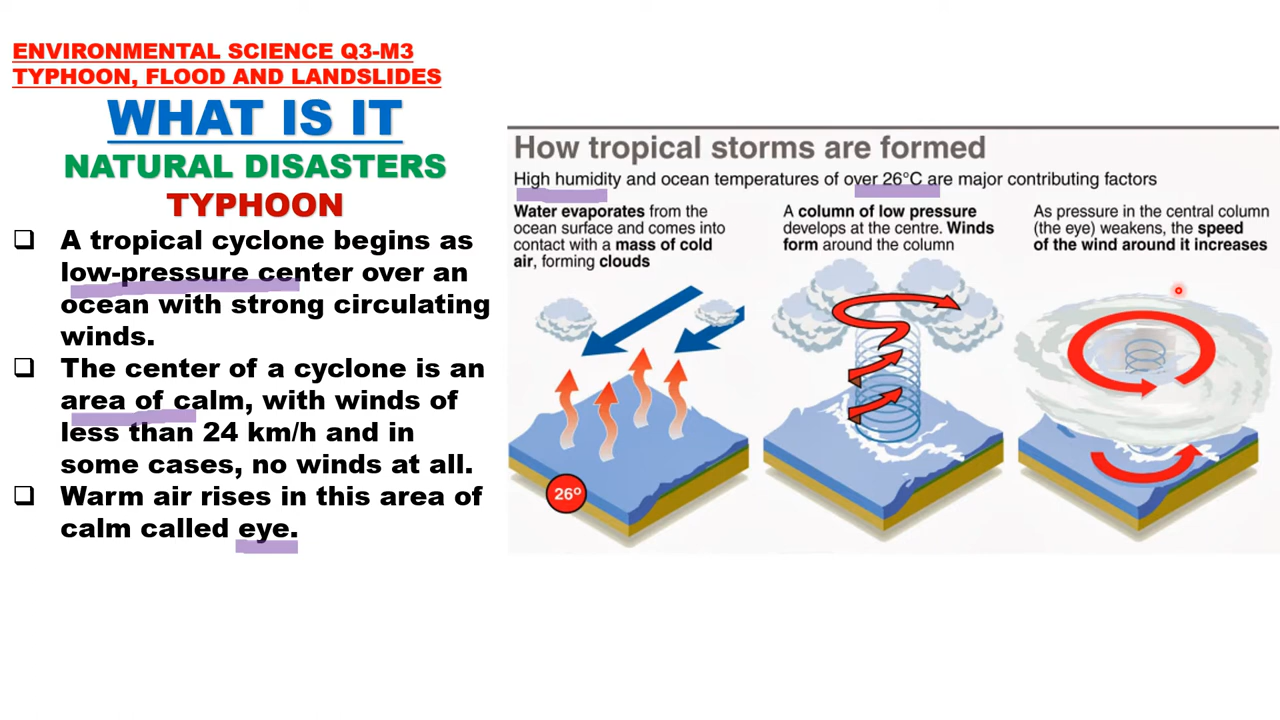 ENVIRONMENTAL SCIENCE Q3-M3
TYPHOON, FLOOD AND LANDSLIDES
WHAT IS IT
NATURAL DISASTERS
TYPHOON
A tropical cyclone begins as
low-pressure center over an
ocean with strong circulating
winds.
The center of a cyclone is an
area of calm, with winds of
less than 24 km/h and in
some cases, no winds at all.
Warm air rises in this area of
calm called eye.
How tropical storms are formed
High humidity and ocean temperatures of over 26°C are major contributing factors
Water evaporates from the
ocean surface and comes into
contact with a mass of cold
air, forming clouds
26°
A column of low pressure
develops at the centre. Winds
form around the column
As pressure in the central column
(the eye) weakens, the speed
of the wind around it increases